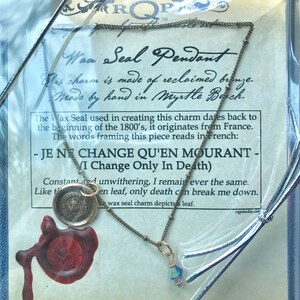 ROP
Wax Seal Pendant
This charm is made of reclaimed bronze.
Made by hand in Myrtle Beach.
The Wax Seal used in creating this charm dates back to
the beginning of the 1800's, it originates from France.
The words framing this piece reads in french:
- JE NE CHANGE QU'EN MOURANT -
(I Change Only In Death)
Constant and unwithering, I remain ever the same.
Like the en leaf, only death can break me down.
wax seal charm depicts a leaf.